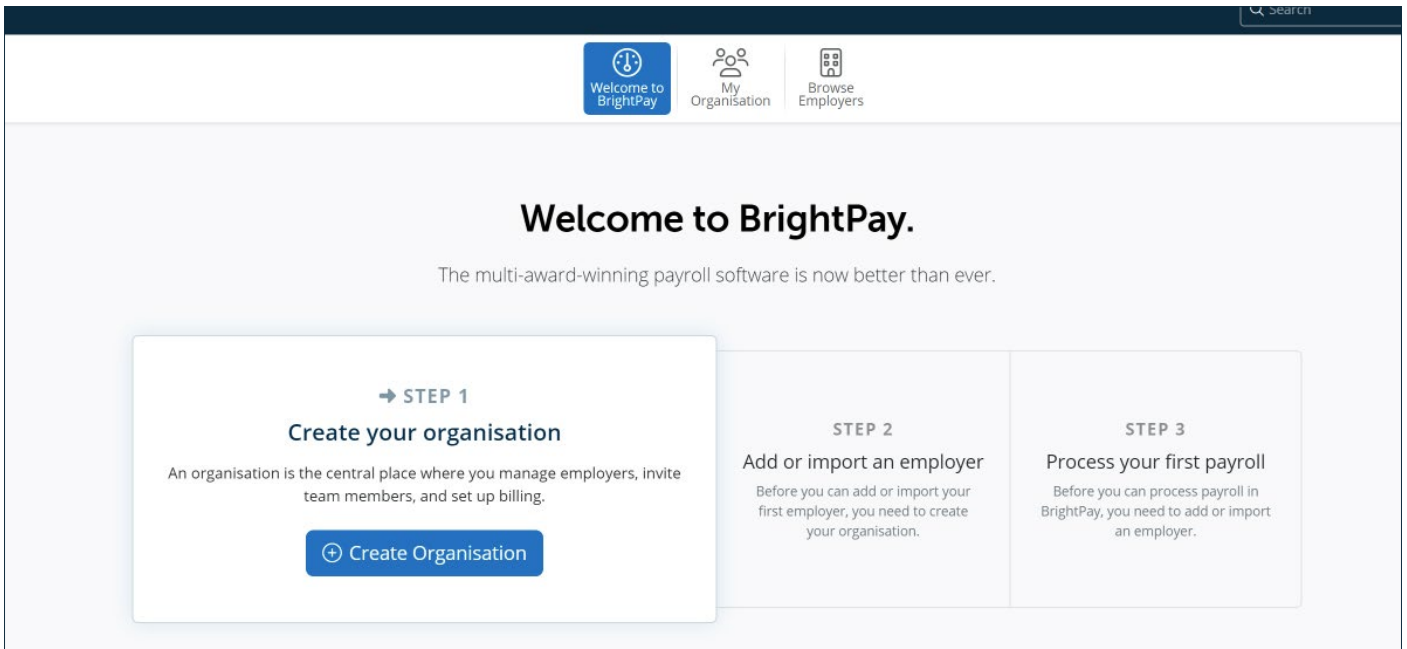 Search
Welcome to
BrightPay
My
Organisation
Browse
Employers
Welcome to BrightPay.
The multi-award-winning payroll software is now better than ever.
STEP 1
Create your organisation
An organisation is the central place where you manage employers, invite
team members, and set up billing.
Create Organisation
STEP 2
Add or import an employer
Before you can add or import your
first employer, you need to create
your organisation.
STEP 3
Process your first payroll
Before you can process payroll in
BrightPay, you need to add or import
an employer.